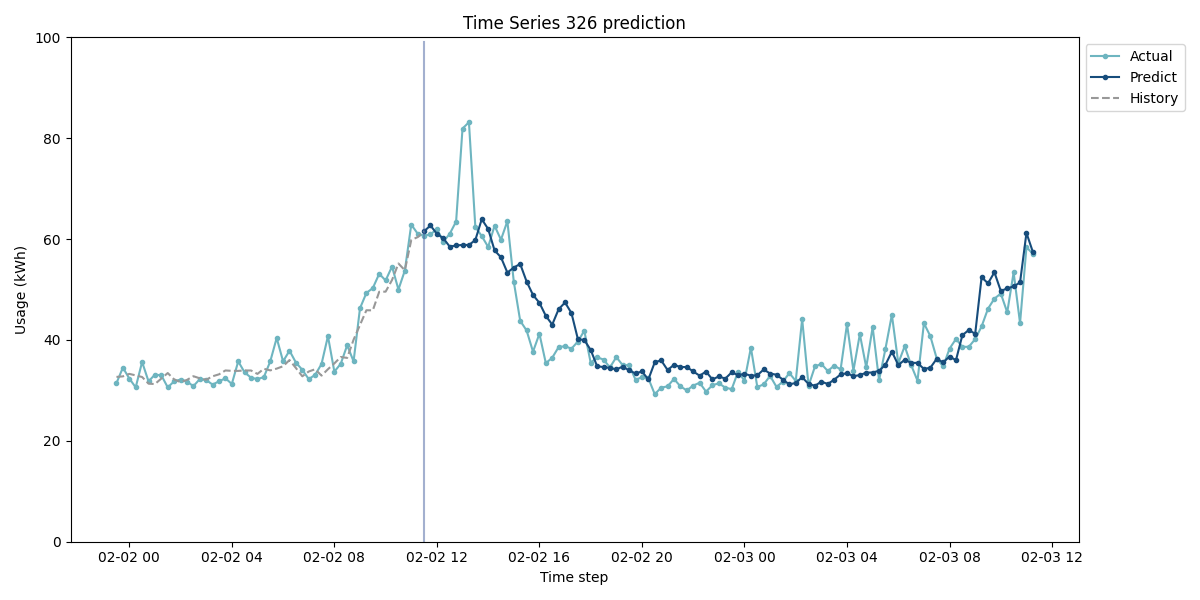 Time Series 326 prediction
100
80
60
40
20
0
Usage (kWh)
02-02 00
02-02 04
02-02 08
02-02 12
02-02 16
02-02 20
02-03 00
02-03 04
02-03 08
02-03 12
Time step
Actual
Predict
History